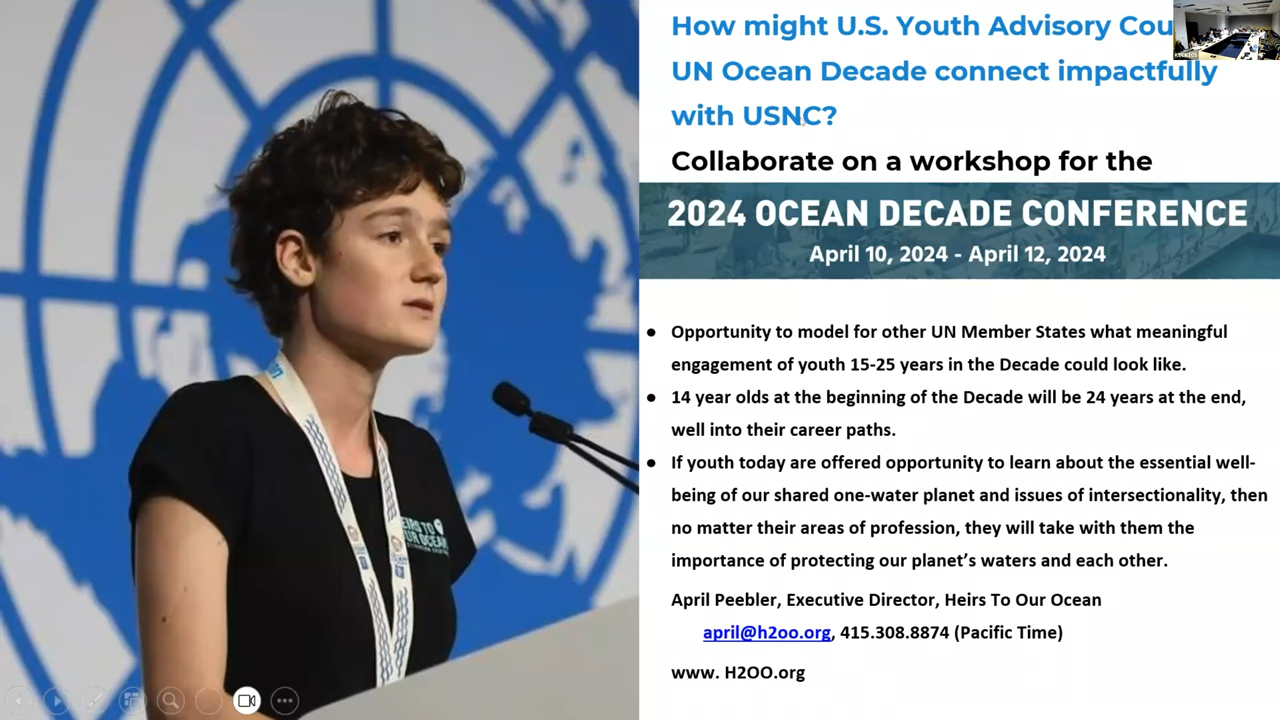 How might U.S. Youth Advisory Cou
UN Ocean Decade connect impactfully
with USNC?
Collaborate on a workshop for the
2024 OCEAN DECADE CONFERENCE
April 10, 2024 - April 12, 2024
● Opportunity to model for other UN Member States what meaningful
engagement of youth 15-25 years in the Decade could look like.
● 14 year olds at the beginning of the Decade will be 24 years at the end,
well into their career paths.
● If youth today are offered opportunity to learn about the essential well-
being of our shared one-water planet and issues of intersectionality, then
no matter their areas of profession, they will take with them the
importance of protecting our planet’s waters and each other.
April Peebler, Executive Director, Heirs To Our Ocean
april@h2oo.org, 415.308.8874 (Pacific Time)
www. H2OO.org
EIRS TO
UR OCEAN